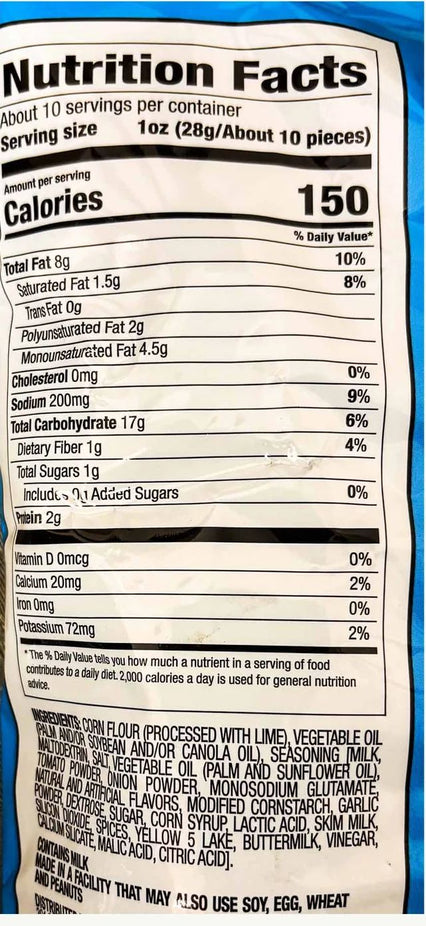 Nutrition Facts
About 10 servings per container
Serving size 1oz (28g/About 10 pieces)
Amount per serving
Calories 150
% Daily Value*
Total Fat 8g 10%
Saturated Fat 1.5g 8%
Trans Fat 0g
Polyunsaturated Fat 2g
Monounsaturated Fat 4.5g
Cholesterol 0mg 0%
Sodium 200mg 9%
Total Carbohydrate 17g 6%
Dietary Fiber 1g 4%
Total Sugars 1g
Includes 0g Added Sugars 0%
Protein 2g
Vitamin D 0mcg 0%
Calcium 20mg 2%
Iron 0mg 0%
Potassium 72mg 2%
* The % Daily Value tells you how much a nutrient in a serving of food
contributes to a daily diet. 2,000 calories a day is used for general nutrition
advice.
INGREDIENTS: CORN FLOUR (PROCESSED WITH LIME), VEGETABLE OIL
(PALM AND/OR SOYBEAN AND/OR CANOLA OIL), SEASONING [MILK,
MALTODEXTRIN, SALT, VEGETABLE OIL (PALM AND SUNFLOWER OIL),
TOMATO POWDER, ONION POWDER, MONOSODIUM GLUTAMATE,
NATURAL AND ARTIFICIAL FLAVORS, MODIFIED CORNSTARCH, GARLIC
POWDER, DEXTROSE, SUGAR, CORN SYRUP, LACTIC ACID, SKIM MILK,
SILICON DIOXIDE, SPICES, YELLOW 5 LAKE, BUTTERMILK, VINEGAR,
CALCIUM SILICATE, MALIC ACID, CITRIC ACID].
CONTAINS MILK
MADE IN A FACILITY THAT MAY ALSO USE SOY, EGG, WHEAT
AND PEANUTS